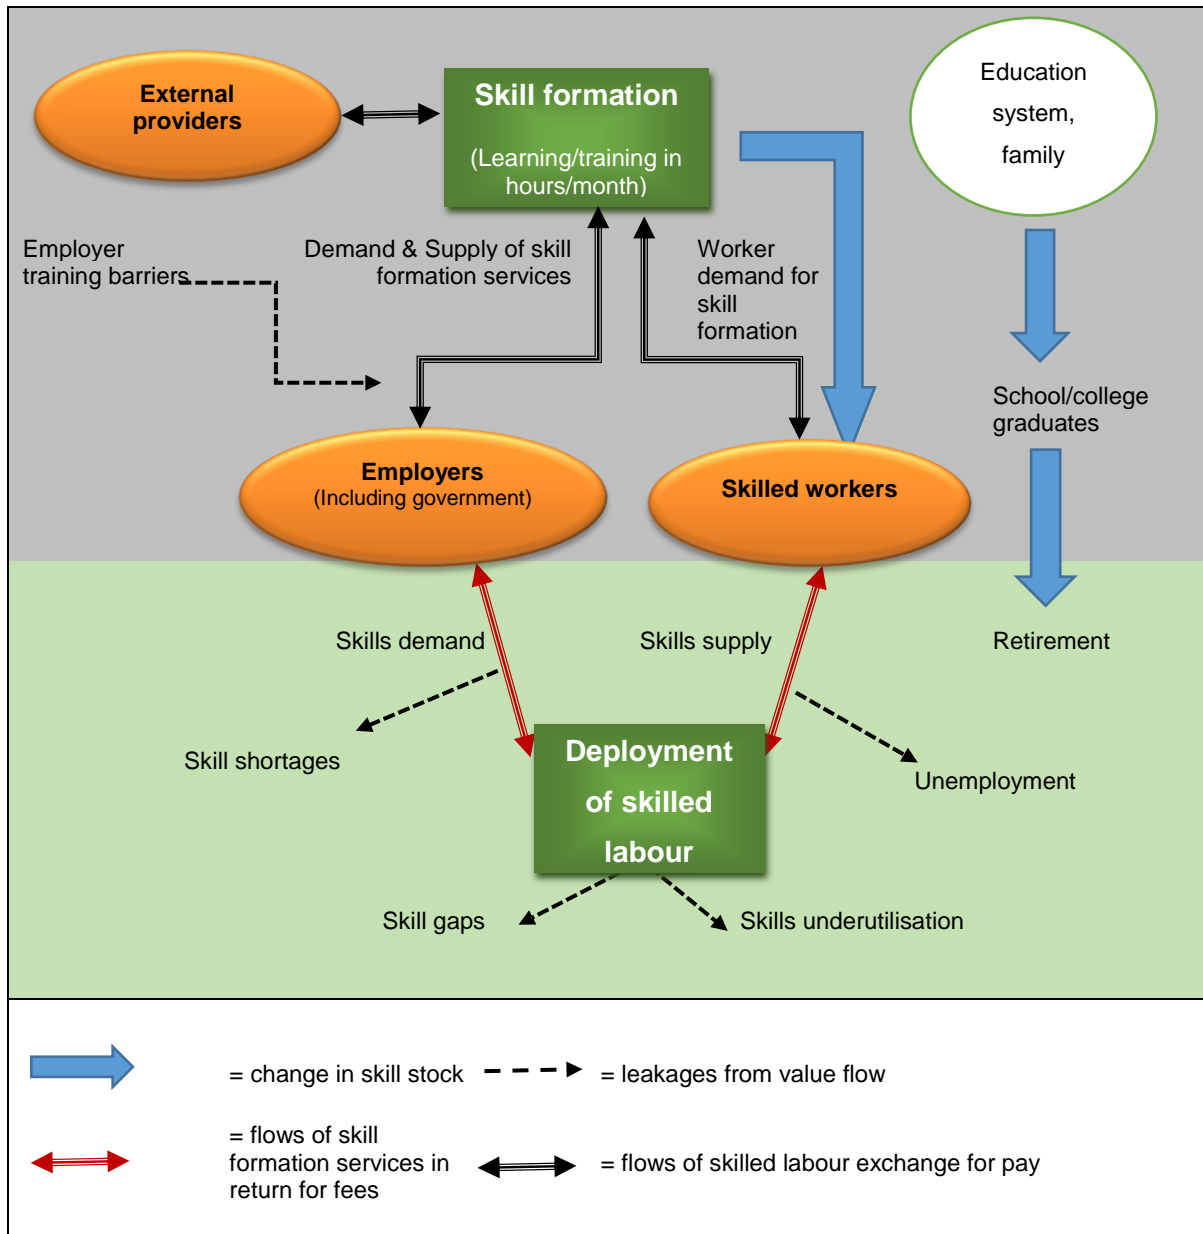 External
providers
Skill formation
(Learning/training in
hours/month)
Education
system,
family
Employer
training barriers
Demand & Supply of skill
formation services
Worker
demand for
skill
formation
School/college
graduates
Employers
(Including government)
Skilled workers
Skills demand
Skills supply
Retirement
Skill shortages
Deployment
of skilled
labour
Unemployment
Skill gaps
Skills underutilisation
= change in skill stock
= leakages from value flow
= flows of skill
formation services in
return for fees
= flows of skilled labour exchange for pay